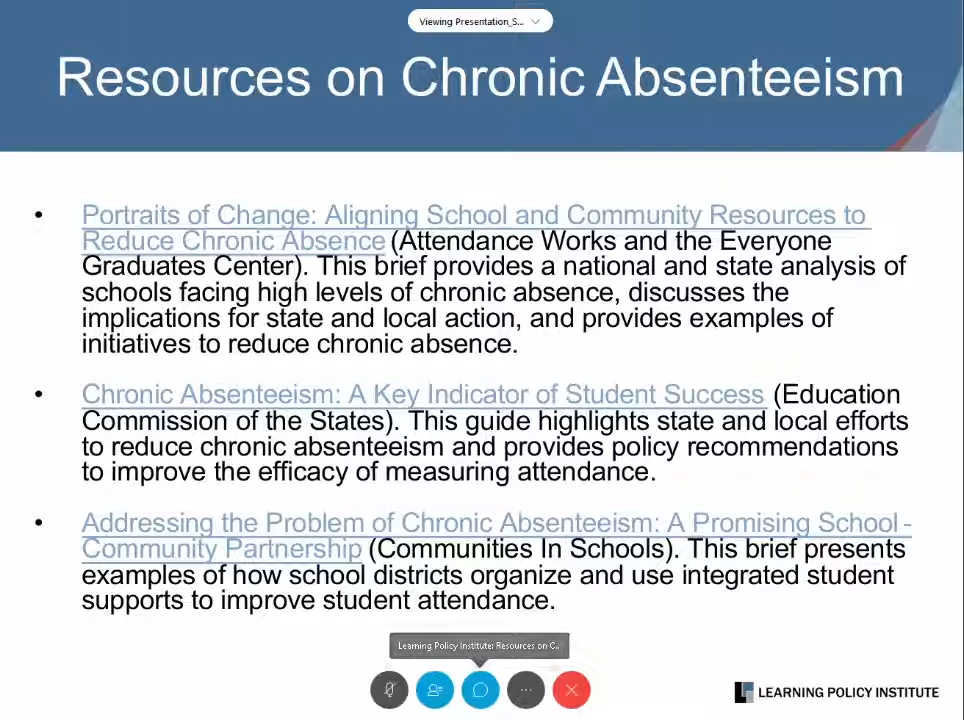 Viewing Presentation_S...
Resources on Chronic Absenteeism
• Portraits of Change: Aligning School and Community Resources to
Reduce Chronic Absence (Attendance Works and the Everyone
Graduates Center). This brief provides a national and state analysis of
schools facing high levels of chronic absence, discusses the
implications for state and local action, and provides examples of
initiatives to reduce chronic absence.
• Chronic Absenteeism: A Key Indicator of Student Success (Education
Commission of the States). This guide highlights state and local efforts
to reduce chronic absenteeism and provides policy recommendations
to improve the efficacy of measuring attendance.
• Addressing the Problem of Chronic Absenteeism: A Promising School-
Community Partnership (Communities In Schools). This brief presents
examples of how school districts organize and use integrated student
supports to improve student attendance.
Learning Policy Institute: Resources on C...
LEARNING POLICY INSTITUTE